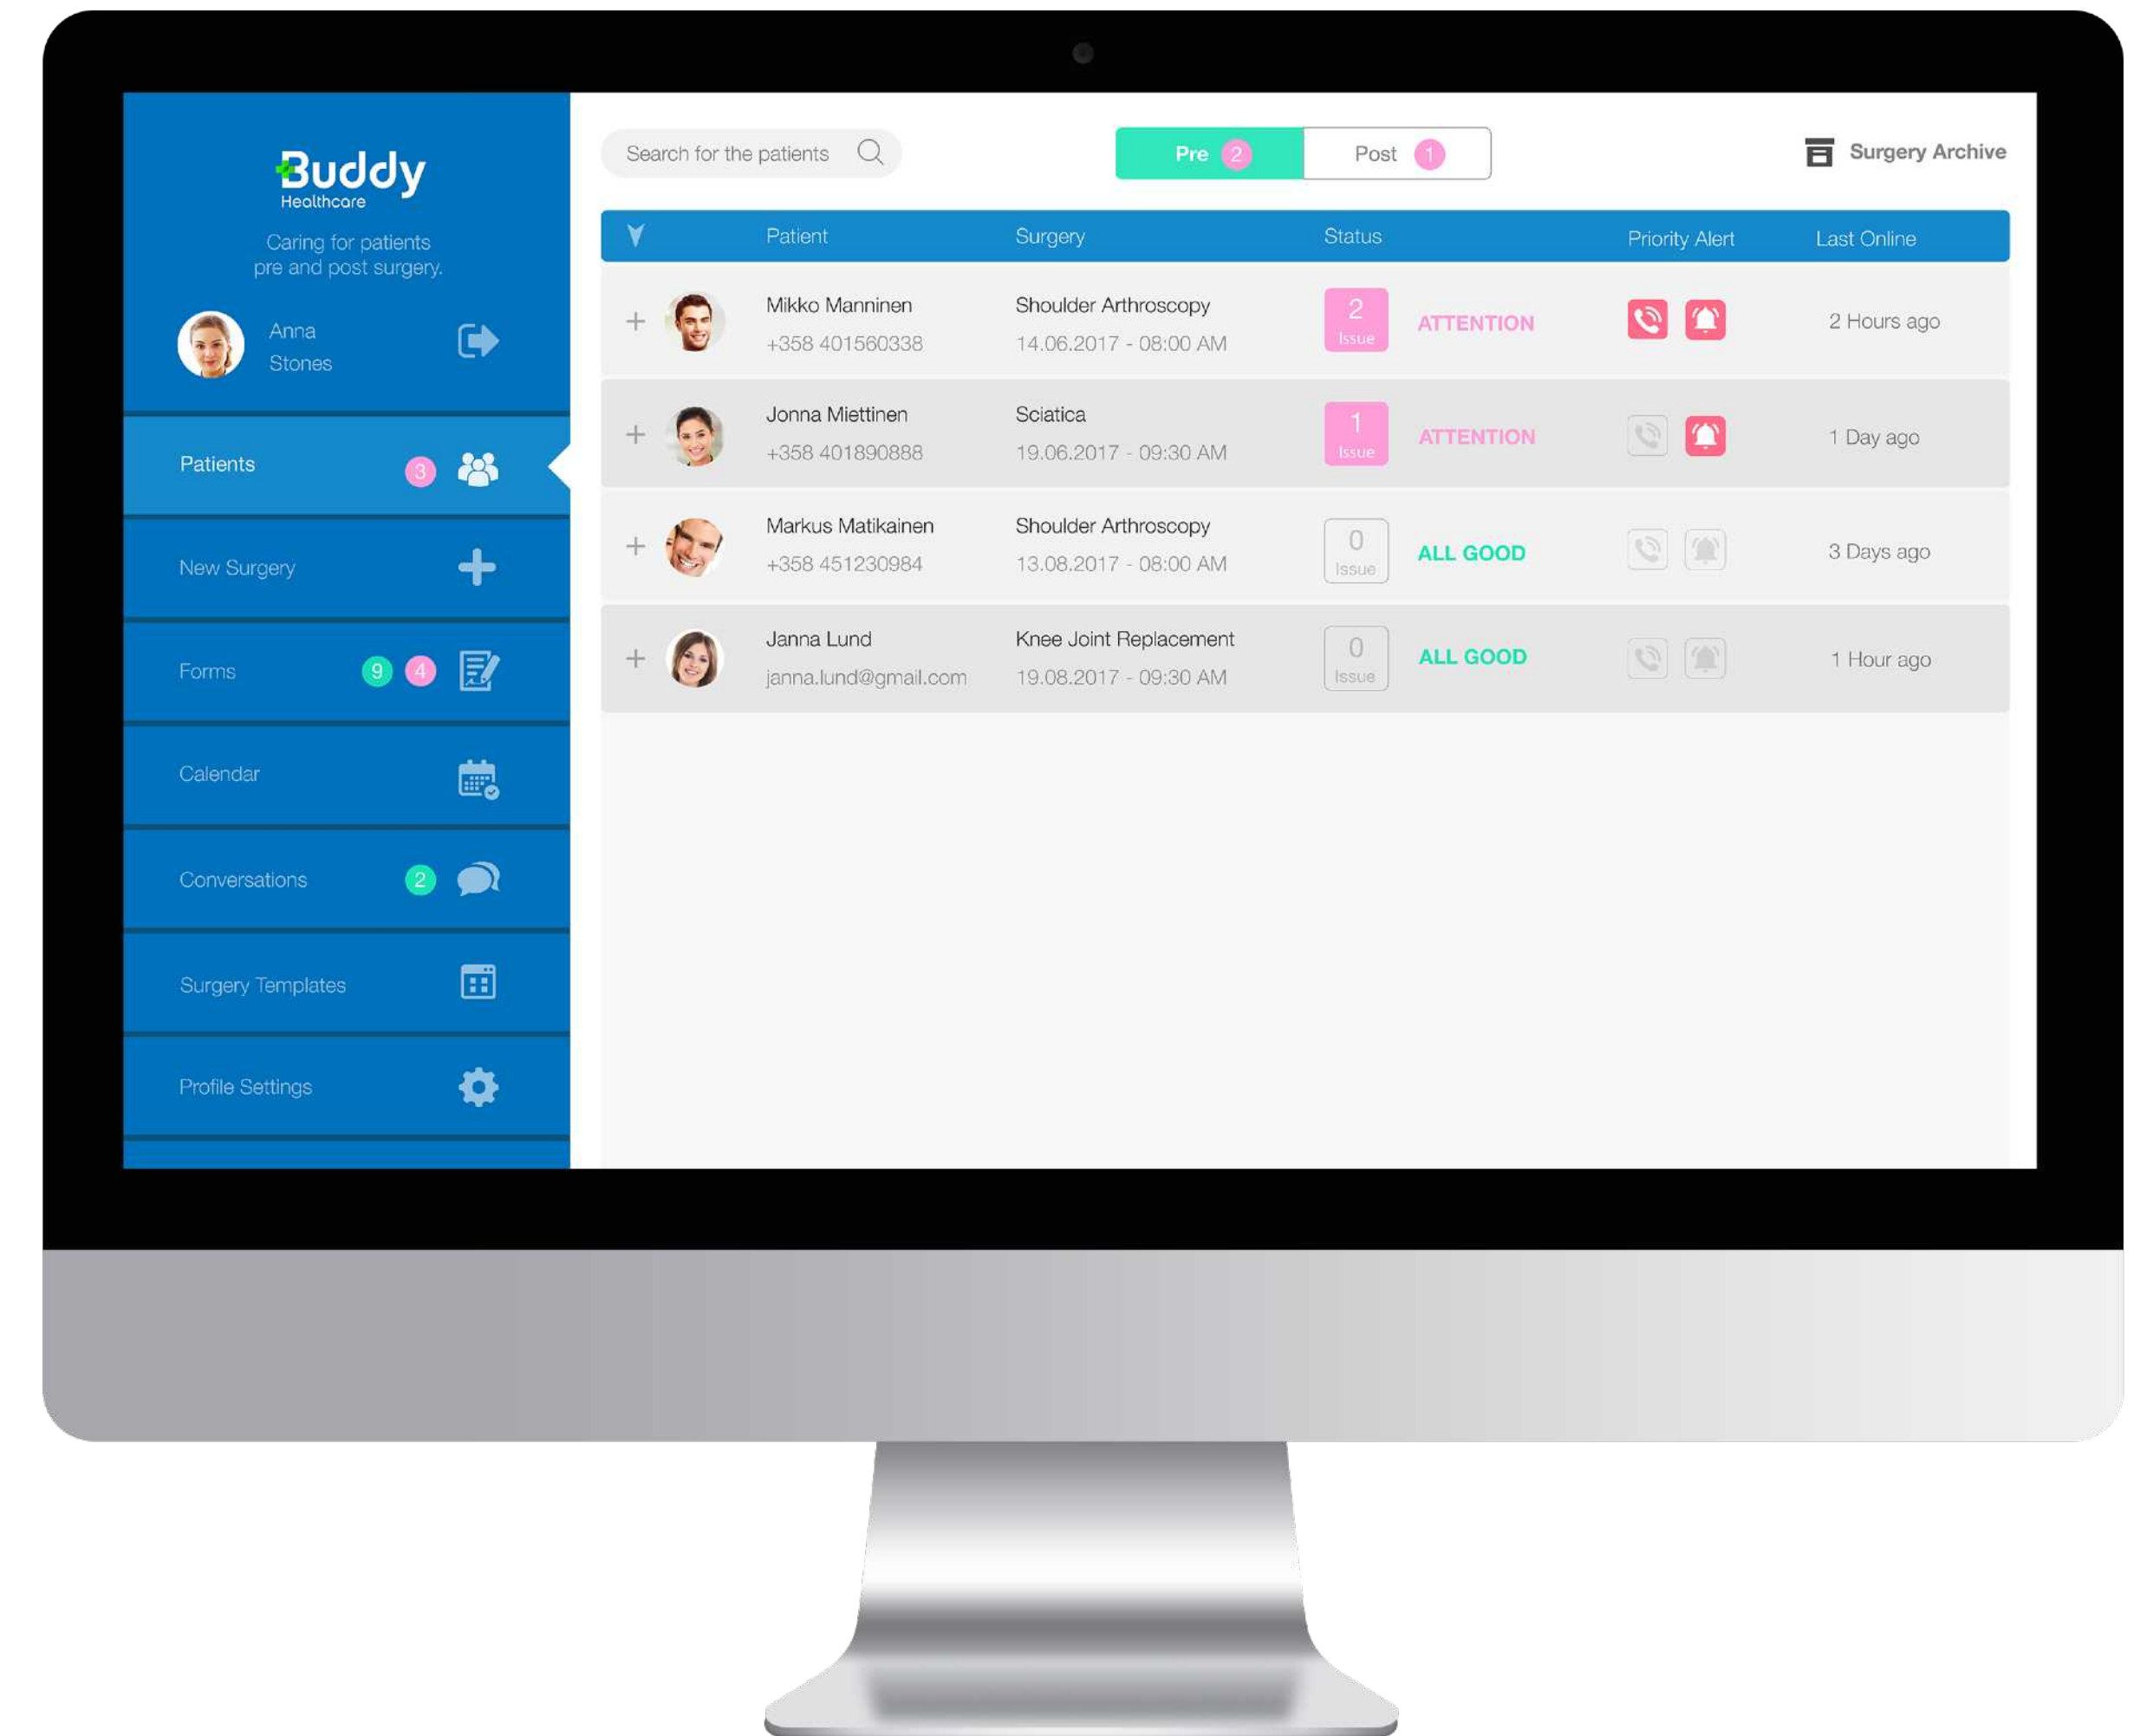 Buddy
Healthcare
Caring for patients
pre and post surgery.
Anna
Stones
Patients 3
New Surgery
Forms 9 4
Calendar
Conversations 2
Surgery Templates
Profile Settings
Search for the patients
Pre 2 Post 1
Surgery Archive
Patient Surgery Status Priority Alert Last Online
Mikko Manninen Shoulder Arthroscopy 2 ATTENTION 2 Hours ago
+358 401560338 14.06.2017 - 08:00 AM Issue
Jonna Miettinen Sciatica 1 ATTENTION 1 Day ago
+358 401890888 19.06.2017 - 09:30 AM Issue
Markus Matikainen Shoulder Arthroscopy 0 ALL GOOD 3 Days ago
+358 451230984 13.08.2017 - 08:00 AM Issue
Janna Lund Knee Joint Replacement 0 ALL GOOD 1 Hour ago
janna.lund@gmail.com 19.08.2017 - 09:30 AM Issue